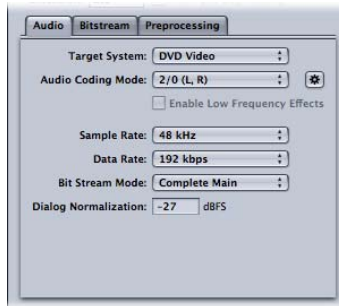 Audio Bitstream Preprocessing
Target System: DVD Video
Audio Coding Mode: 2/0 (L, R)
Enable Low Frequency Effects
Sample Rate: 48 kHz
Data Rate: 192 kbps
Bit Stream Mode: Complete Main
Dialog Normalization: -27 dBFS